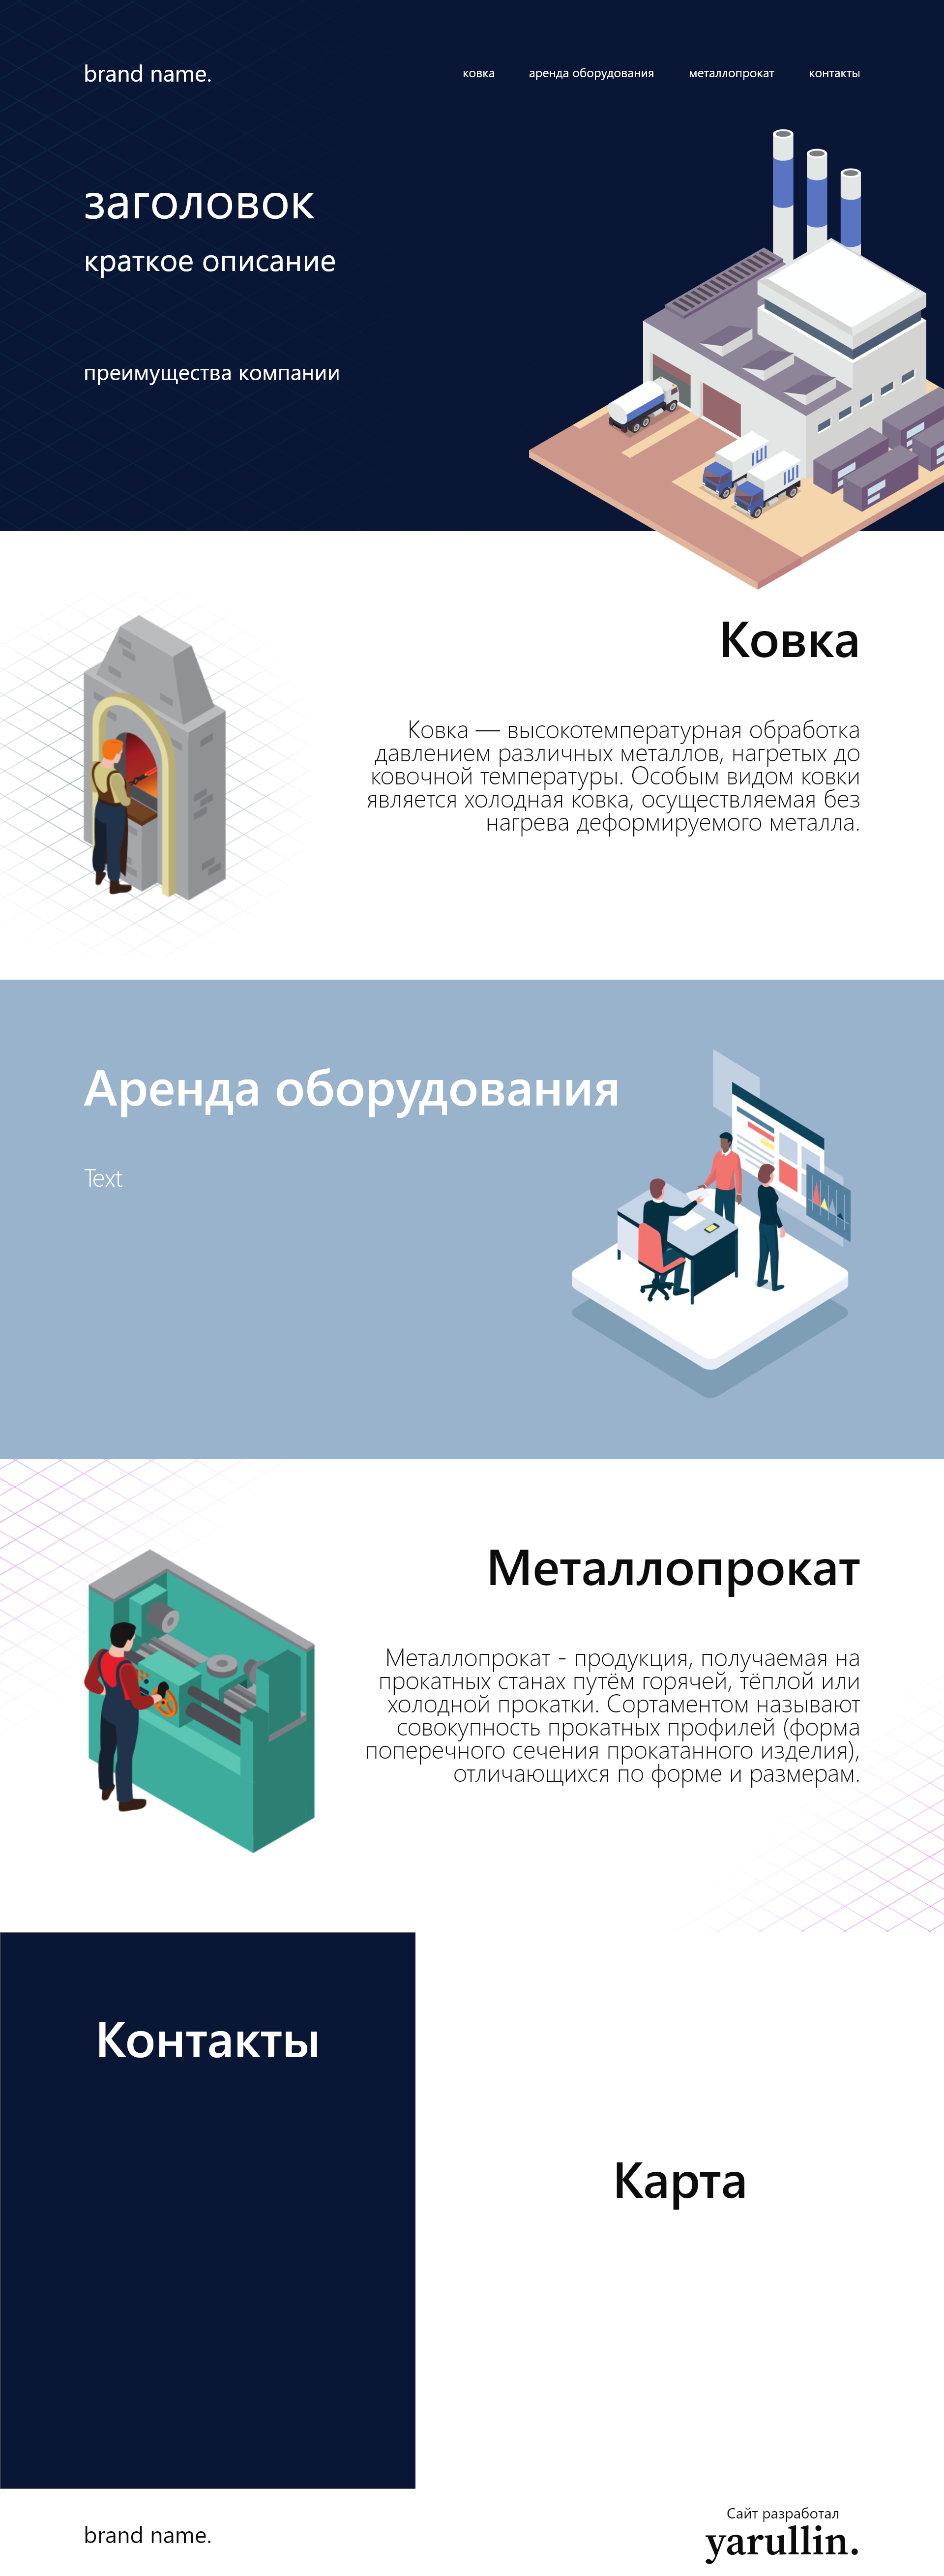 brand name.
ковка
аренда оборудования
металлопрокат
контакты
заголовок
краткое описание
преимущества компании
Ковка
Ковка — высокотемпературная обработка
давлением различных металлов, нагретых до
ковочной температуры. Особым видом ковки
является холодная ковка, осуществляемая без
нагрева деформируемого металла.
Аренда оборудования
Text
Металлопрокат
Металлопрокат - продукция, получаемая на
прокатных станах путём горячей, тёплой или
холодной прокатки. Сортаментом называют
совокупность прокатных профилей (форма
поперечного сечения прокатанного изделия),
отличающихся по форме и размерам.
Контакты
Карта
brand name.
Сайт разработал
yarullin.